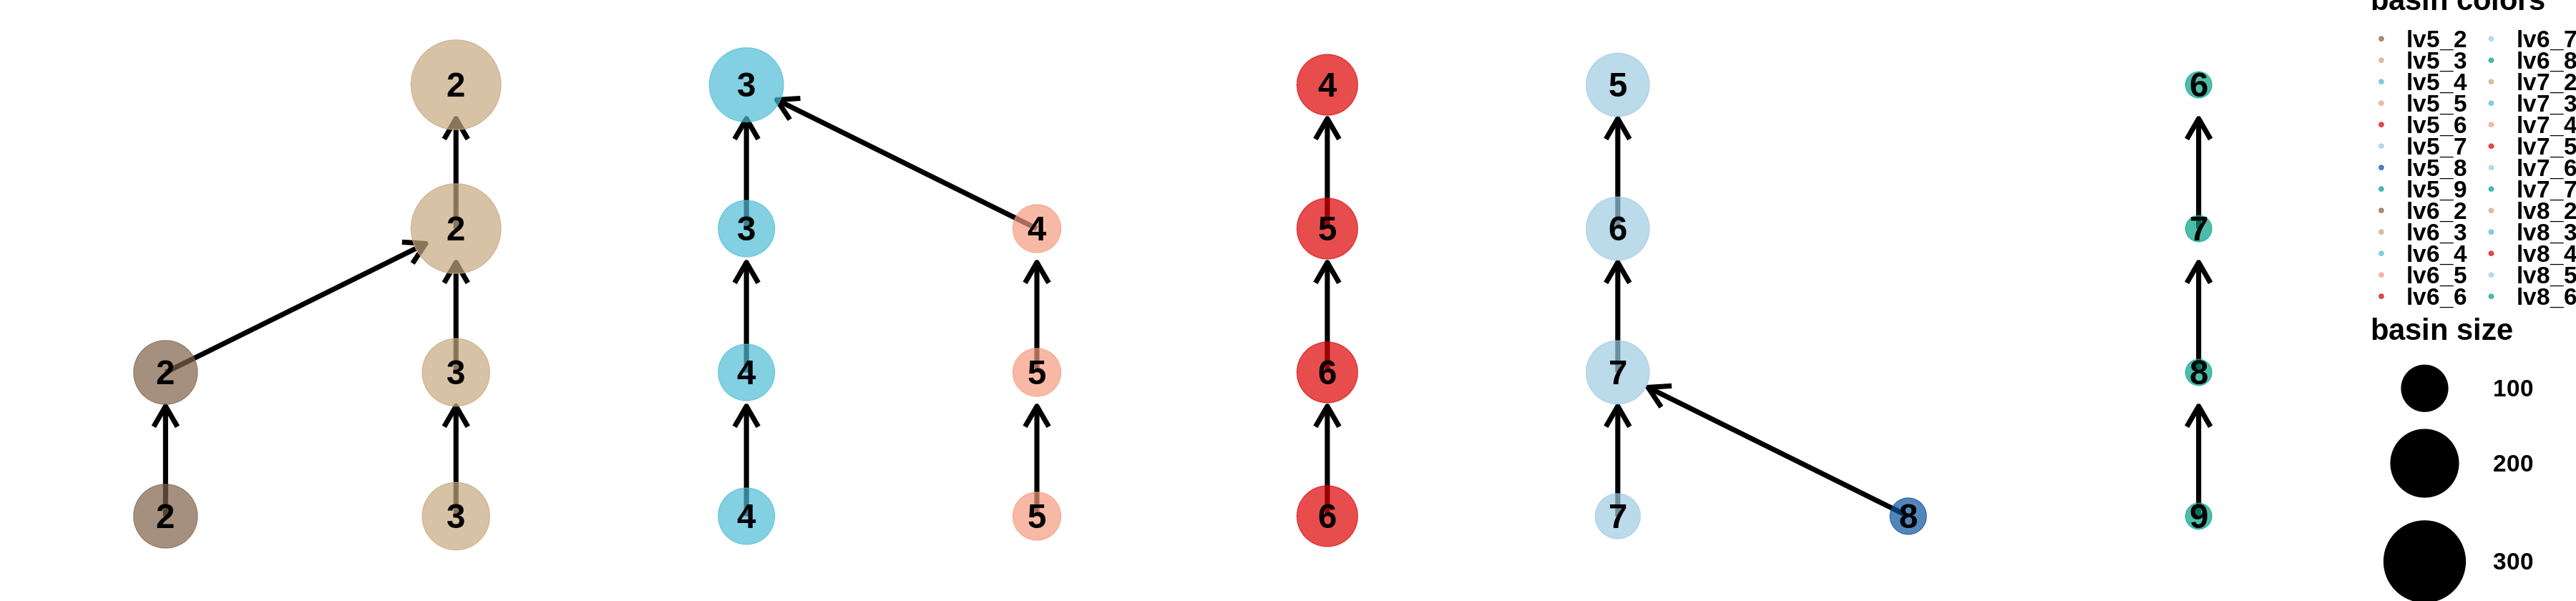 basin colors
2 3 4 5 6
2 3 4 5 6 7
2 3 4 5 6 7 8
2 3 4 5 6 7 8 9
lv5_2 lv6_7
lv5_3 lv6_8
lv5_4 lv7_2
lv5_5 lv7_3
lv5_6 lv7_4
lv5_7 lv7_5
lv5_8 lv7_6
lv5_9 lv7_7
lv6_2 lv8_2
lv6_3 lv8_3
lv6_4 lv8_4
lv6_5 lv8_5
lv6_6 lv8_6
basin size
100
200
300